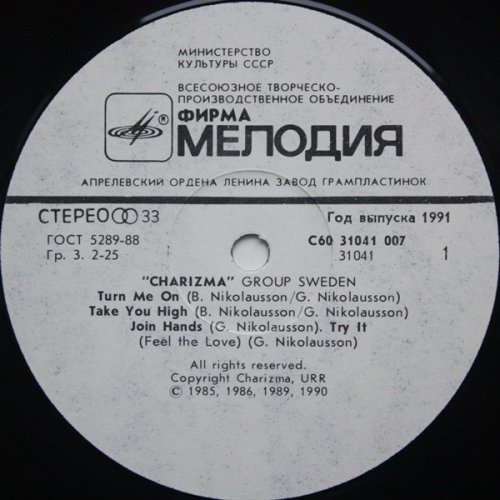 МИНИСТЕРСТВО
КУЛЬТУРЫ СССР
ВСЕСОЮЗНОЕ ТВОРЧЕСКО-
ПРОИЗВОДСТВЕННОЕ ОБЪЕДИНЕНИЕ
®
ФИРМА
МЕЛОДИЯ
АПРЕЛЕВСКИЙ ОРДЕНА ЛЕНИНА ЗАВОД ГРАМПЛАСТИНОК
СТЕРЕО 33 Год выпуска 1991
ГОСТ 5289-88 С60 31041 007
Гр. 3. 2-25 31041 1
"CHARIZMA" GROUP SWEDEN
Turn Me On (B. Nikolausson/G. Nikolausson)
Take You High (B. Nikolausson/G. Nikolausson)
Join Hands (G. Nikolausson). Try It
(Feel the Love) (G. Nikolausson)
All rights reserved.
Copyright Charizma, URR
© 1985, 1986, 1989, 1990